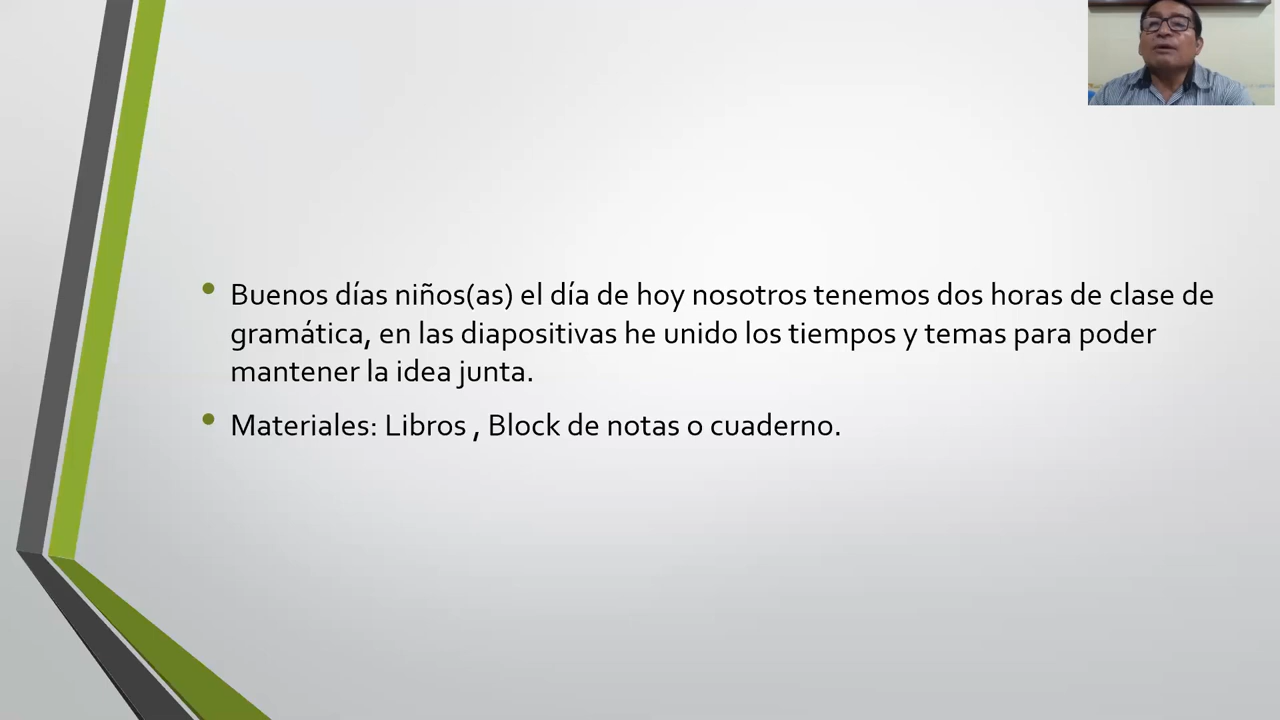 Buenos días niños(as) el día de hoy nosotros tenemos dos horas de clase de
gramática, en las diapositivas he unido los tiempos y temas para poder
mantener la idea junta.
Materiales: Libros , Block de notas o cuaderno.